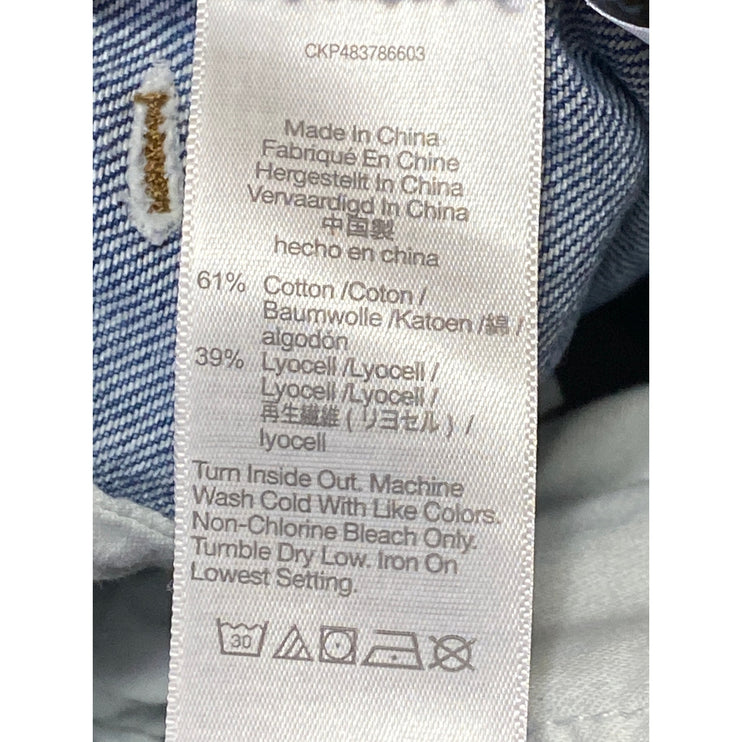 CKP483786603
Made In China
Fabriqué En Chine
Hergestellt In China
Vervaardigd In China
中国製
hecho en china
61% Cotton /Coton /
Baumwolle /Katoen /綿 /
algodón
39% Lyocell /Lyocell /
Lyocell /Lyocell /
再生繊維 ( リヨセル ) /
lyocell
Turn Inside Out. Machine
Wash Cold With Like Colors.
Non-Chlorine Bleach Only.
Tumble Dry Low. Iron On
Lowest Setting.
30